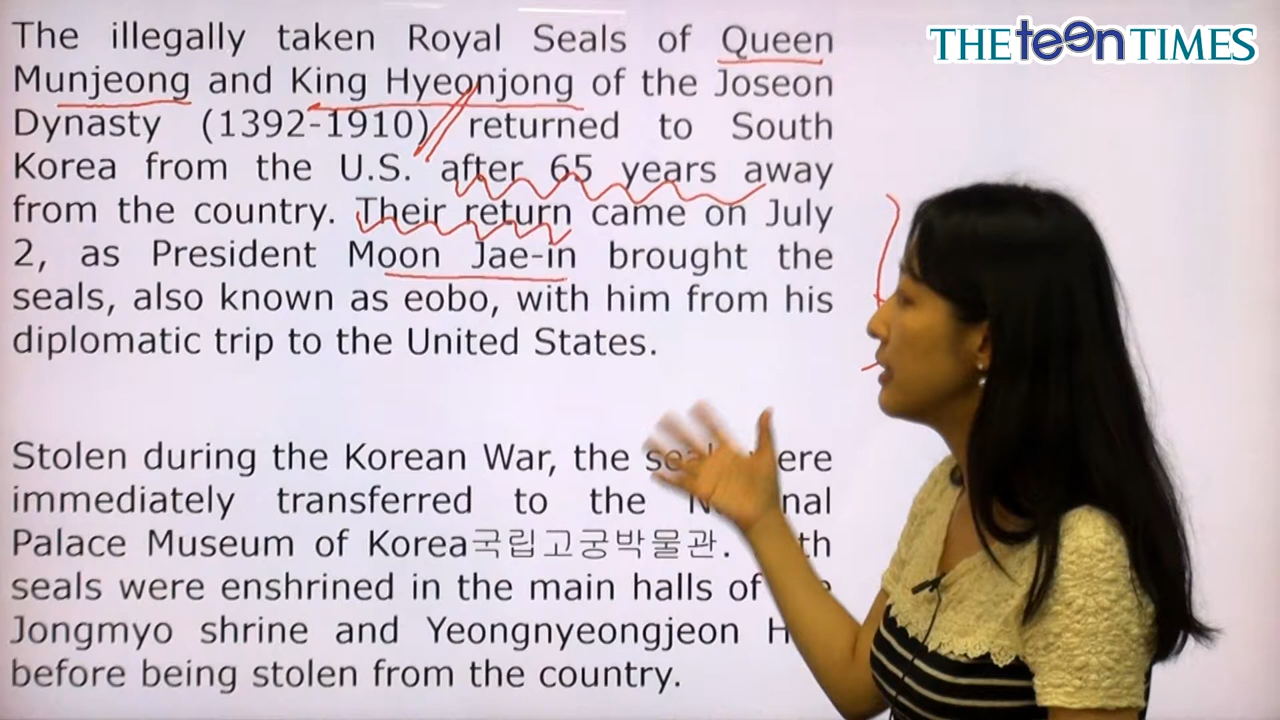 THE teen TIMES
The illegally taken Royal Seals of Queen
Munjeong and King Hyeonjong of the Joseon
Dynasty (1392-1910) returned to South
Korea from the U.S. after 65 years away
from the country. Their return came on July
2, as President Moon Jae-in brought the
seals, also known as eobo, with him from his
diplomatic trip to the United States.
Stolen during the Korean War, the
immediately transferred to the
Palace Museum of Korea국립고궁박물관.
seals were enshrined in the main halls of
Jongmyo shrine and Yeongnyeongjeon
before being stolen from the country.